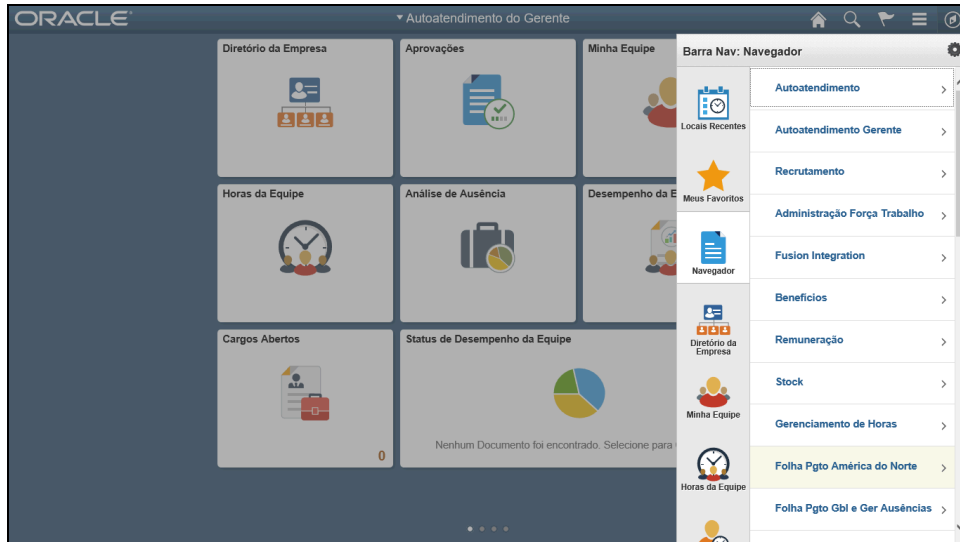 ORACLE
Autoatendimento do Gerente
Diretório da Empresa
Aprovações
Minha Equipe
Horas da Equipe
Análise de Ausência
Desempenho da E
Cargos Abertos
0
Status de Desempenho da Equipe
Nenhum Documento foi encontrado. Selecione para
Barra Nav: Navegador
Locais Recentes
Meus Favoritos
Navegador
Diretório da
Empresa
Minha Equipe
Horas da Equipe
Autoatendimento
Autoatendimento Gerente
Recrutamento
Administração Força Trabalho
Fusion Integration
Benefícios
Remuneração
Stock
Gerenciamento de Horas
Folha Pgto América do Norte
Folha Pgto Gbl e Ger Ausências